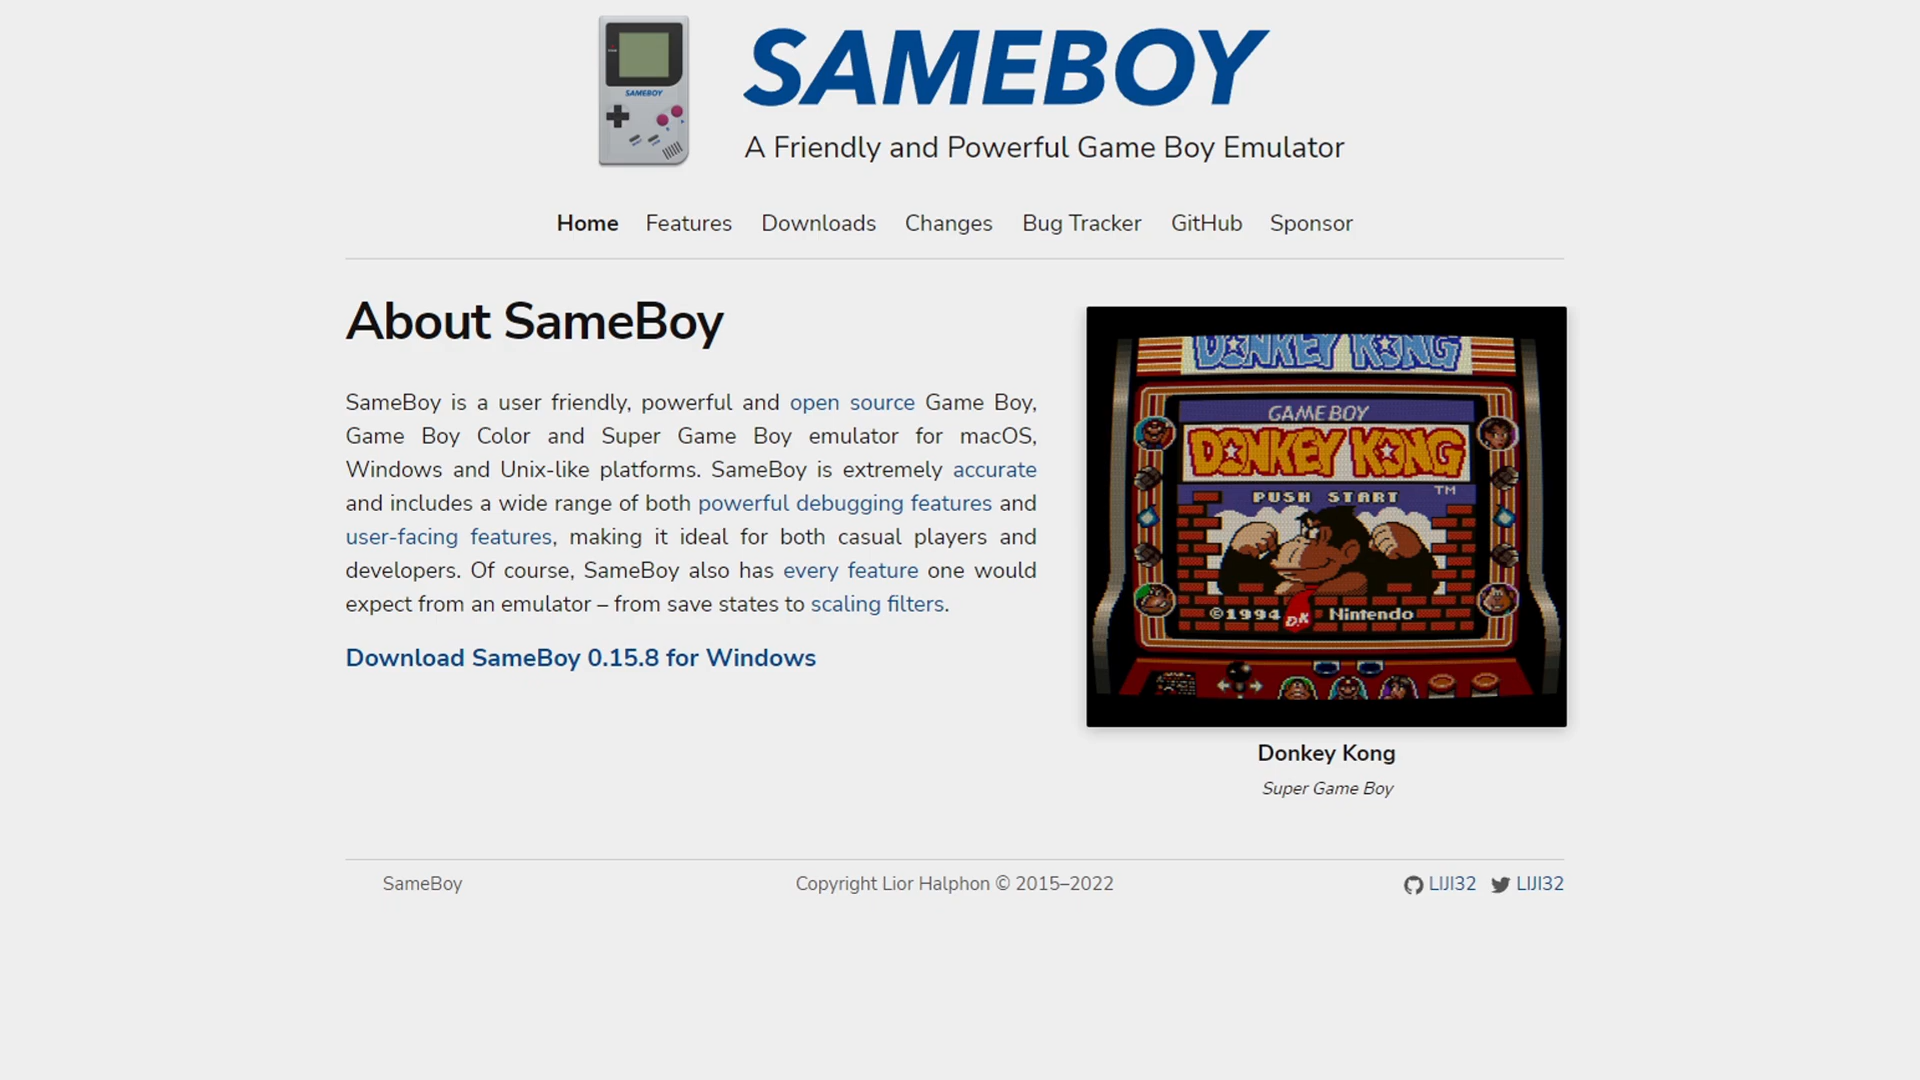 SAMEBOY
SAMEBOY
A Friendly and Powerful Game Boy Emulator
Home Features Downloads Changes Bug Tracker GitHub Sponsor
About SameBoy
SameBoy is a user friendly, powerful and open source Game Boy,
Game Boy Color and Super Game Boy emulator for macOS,
Windows and Unix-like platforms. SameBoy is extremely accurate
and includes a wide range of both powerful debugging features and
user-facing features, making it ideal for both casual players and
developers. Of course, SameBoy also has every feature one would
expect from an emulator – from save states to scaling filters.
Download SameBoy 0.15.8 for Windows
DONKEY KONG
GAME BOY
DONKEY KONG
TM
PUSH START
©1994 DK Nintendo
Donkey Kong
Super Game Boy
SameBoy
Copyright Lior Halphon © 2015–2022
LIJI32 LIJI32